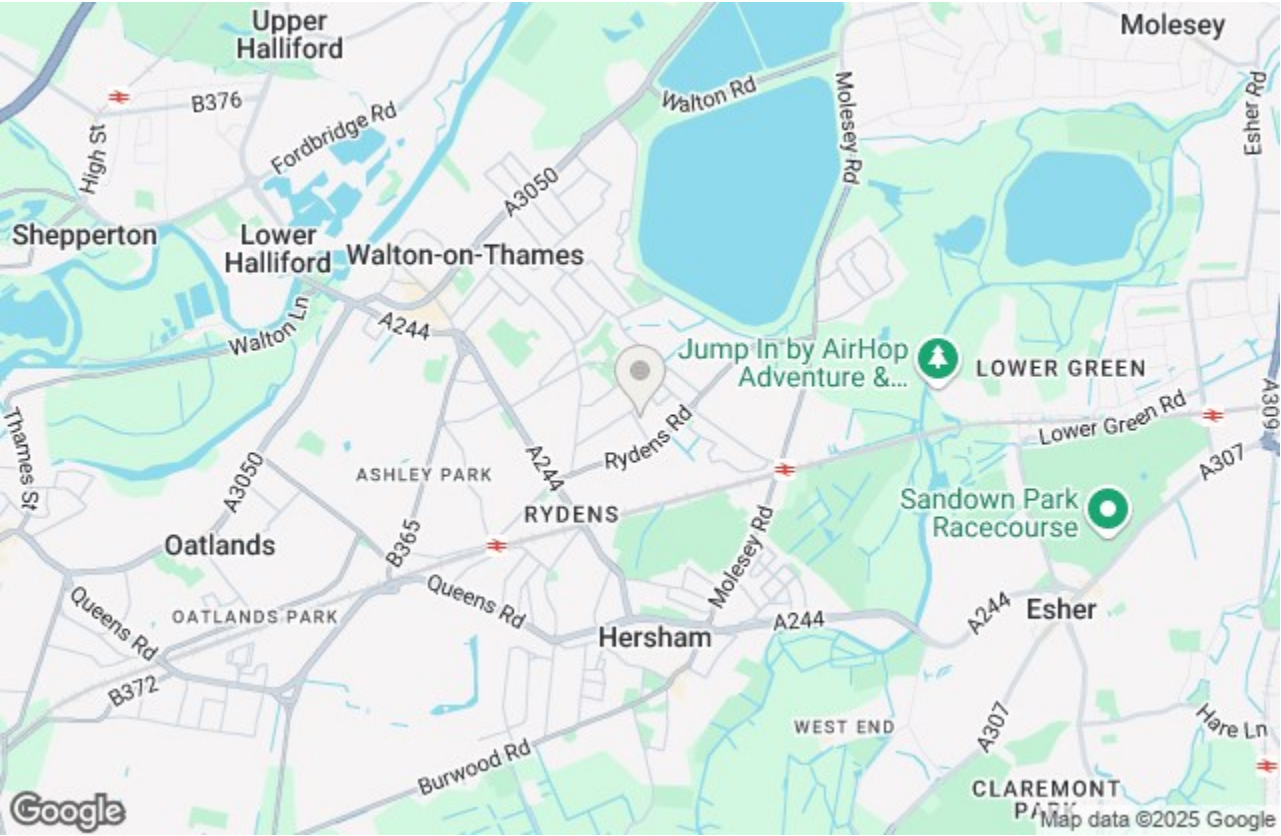 Upper
Halliford
Molesey
B376
Fordbridge Rd
High St
Walton Rd
Molesey Rd
Esher Rd
A3050
Shepperton
Lower
Halliford
Walton-on-Thames
Walton Ln
A244
Jump In by AirHop
Adventure &...
LOWER GREEN
Thames St
A3050
ASHLEY PARK
A244
Rydens Rd
Lower Green Rd
A309
A307
RYDENS
Sandown Park
Racecourse
Oatlands
B365
Molesey Rd
Queens Rd
OATLANDS PARK
Queens Rd
Hersham
A244
A244
Esher
B372
Burwood Rd
WEST END
A307
Hare Ln
CLAREMONT
PARK
Google
Map data ©2025 Google